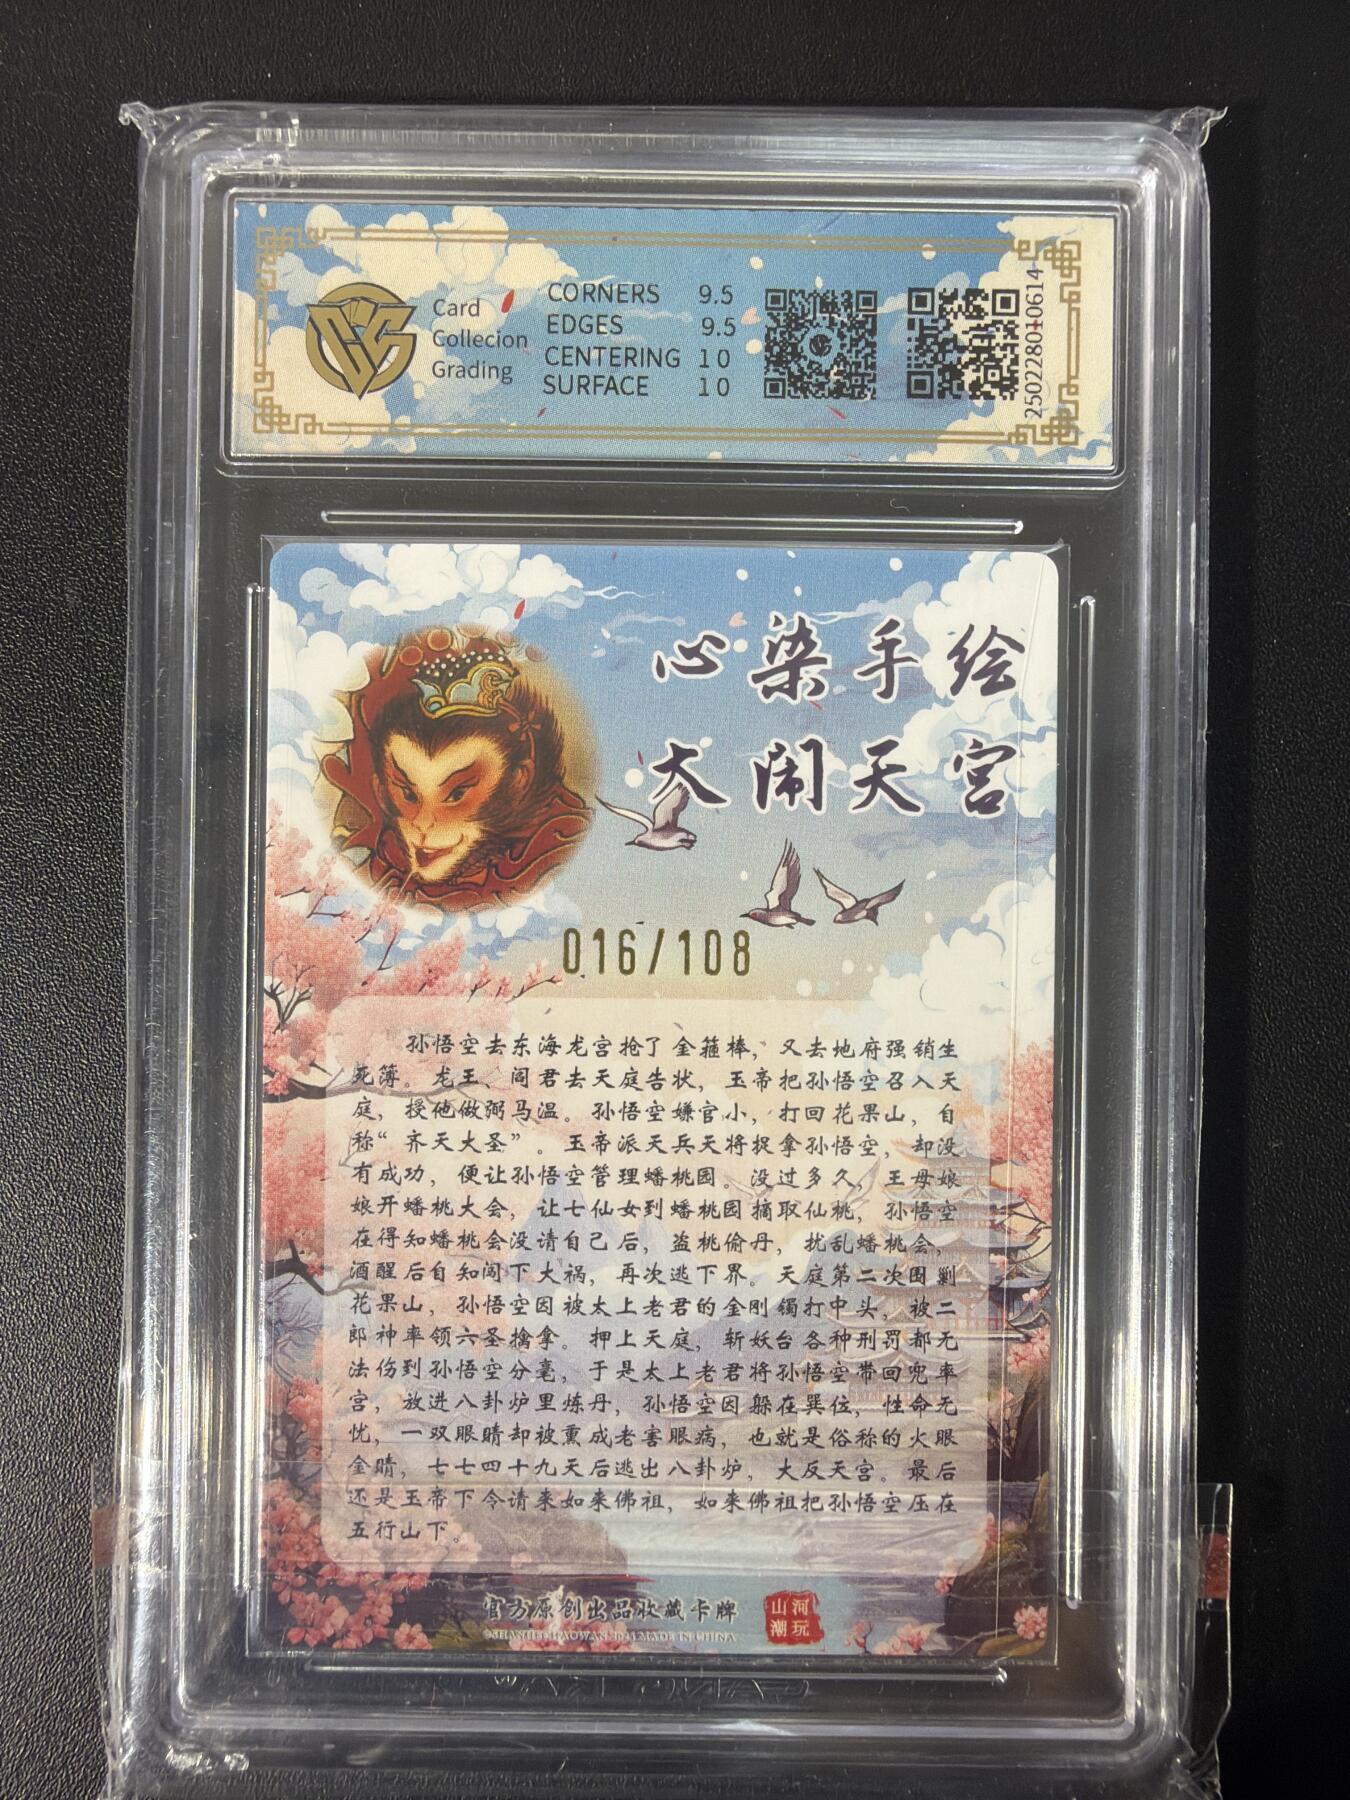 Card
Collecion
Grading
CORNERS 9.5
EDGES 9.5
CENTERING 10
SURFACE 10
250228010614
心染手绘
大闹天宫
016/108
孙悟空去东海龙宫抢了金箍棒，又去地府强销生
死簿。龙王、阎君去天庭告状，玉帝把孙悟空召入天
庭，授他做弼马温。孙悟空嫌官小，打回花果山，自
称“齐天大圣”。玉帝派天兵天将捉拿孙悟空，却没
有成功，便让孙悟空管理蟠桃园。没过多久，王母娘
娘开蟠桃大会，让七仙女到蟠桃园摘取仙桃，孙悟空
在得知蟠桃会没请自己后，盗桃偷丹，扰乱蟠桃会，
酒醒后自知闯下大祸，再次逃下界。天庭第二次围剿
花果山，孙悟空因被太上老君的金刚镯打中头，被二
郎神率领六圣擒拿。押上天庭，斩妖台各种刑罚都无
法伤到孙悟空分毫，于是太上老君将孙悟空带回兜率
宫，放进八卦炉里炼丹，孙悟空因躲在巽位，性命无
忧，一双眼睛却被熏成老害眼病，也就是俗称的火眼
金睛，七七四十九天后逃出八卦炉，大反天宫。最后
还是玉帝下令请来如来佛祖，如来佛祖把孙悟空压在
五行山下。
官方原创出品收藏卡牌
©SHANHECHAOWAN 2024 MADE IN CHINA
山河
潮玩